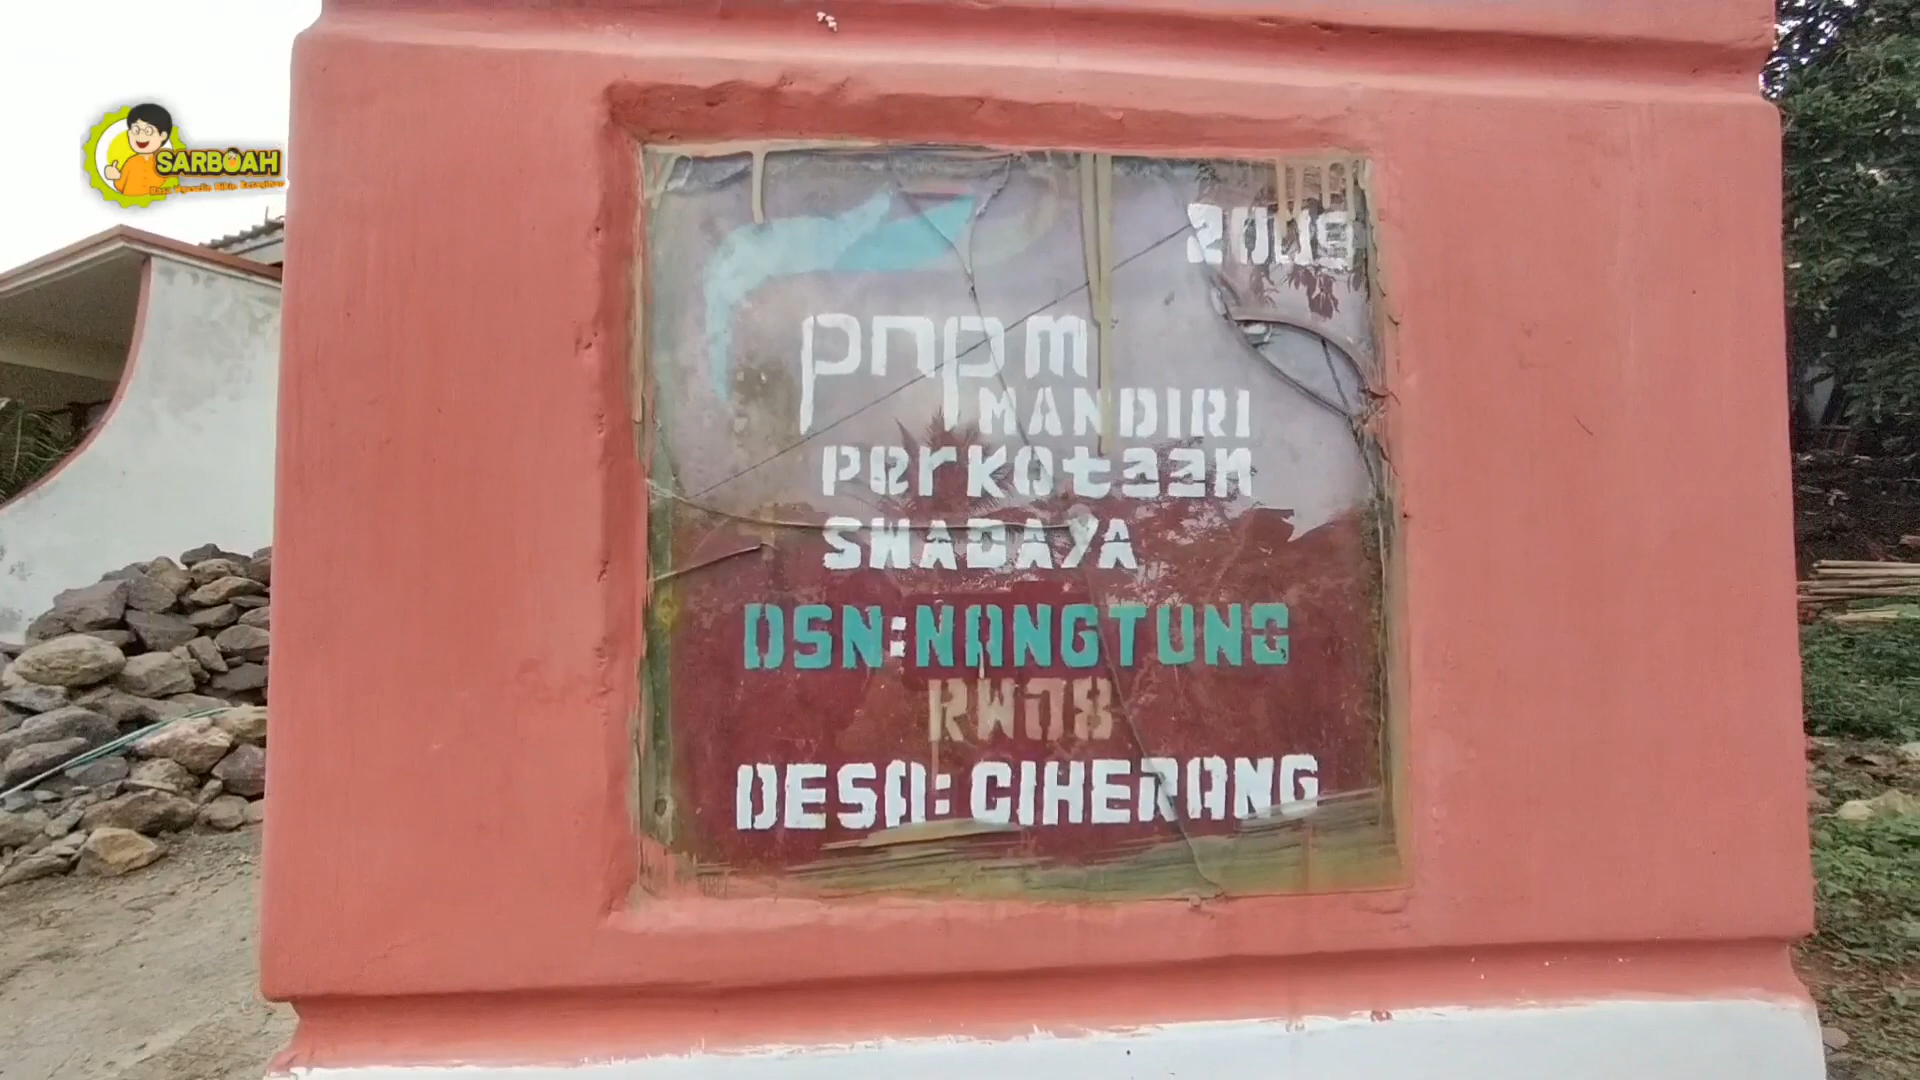 SARBOAH
2009
pnpm
MANDIRI
perkotaan
SWADAYA
DSN:NANGTUNG
RW08
DESA: CIHERANG